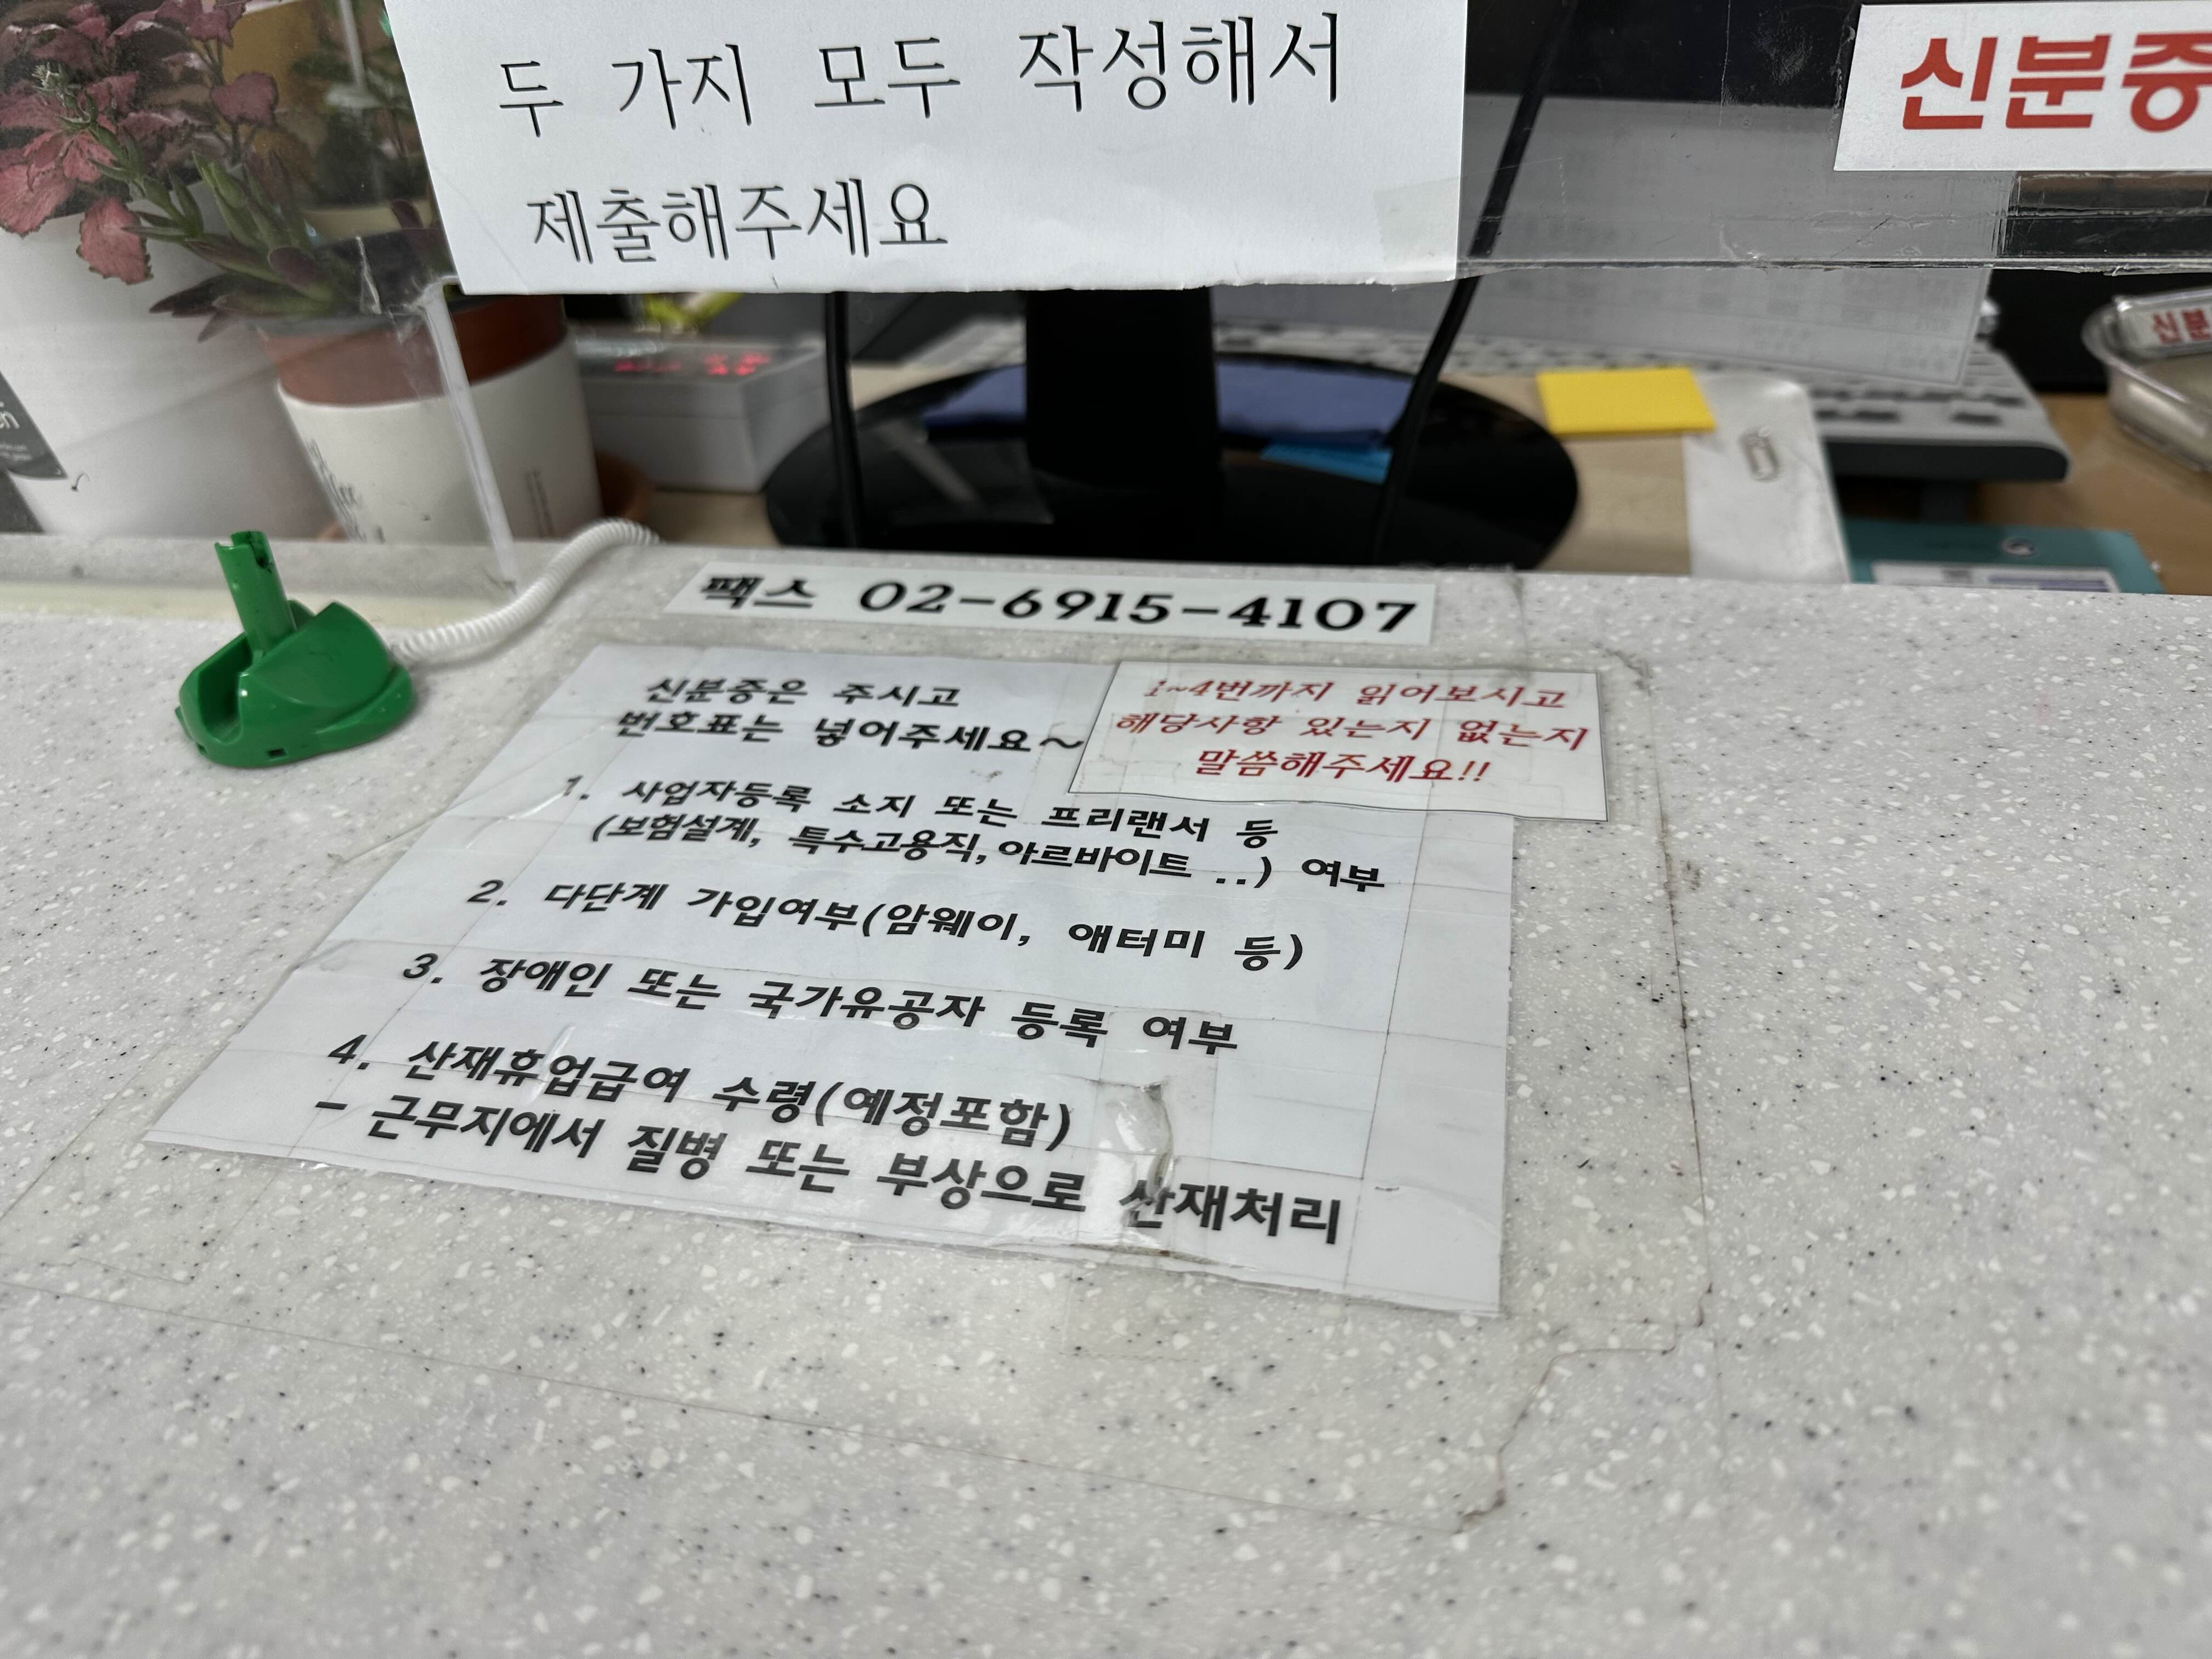 두 가지 모두 작성해서
제출해주세요
신분증
신분
팩스 02-6915-4107
신분증은 주시고
번호표는 넣어주세요~
1~4번까지 읽어보시고
해당사항 있는지 없는지
말씀해주세요!!
1. 사업자등록 소지 또는 프리랜서 등
(보험설계, 특수고용직,아르바이트 ..) 여부
2. 다단계 가입여부(암웨이, 애터미 등)
3. 장애인 또는 국가유공자 등록 여부
4. 산재휴업급여 수령(예정포함)
- 근무지에서 질병 또는 부상으로 산재처리